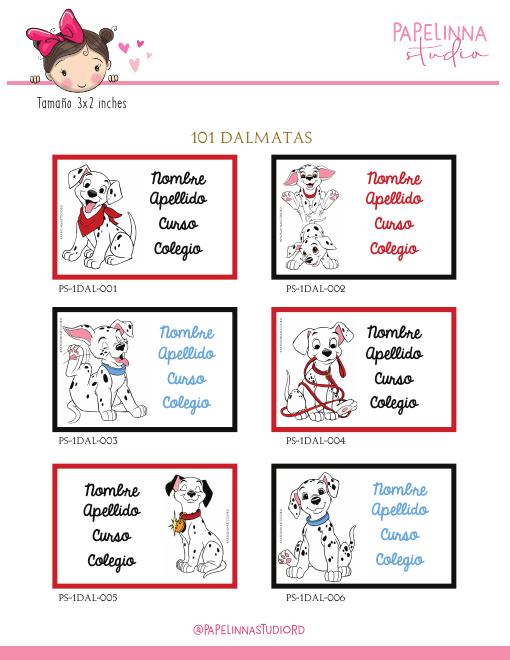 PAPELINNA
studio
Tamaño 3x2 inches
101 DALMATAS
Nombre
Apellido
Curso
Colegio
PS-1DAL-001
Nombre
Apellido
Curso
Colegio
PS-1DAL-002
Nombre
Apellido
Curso
Colegio
PS-1DAL-003
Nombre
Apellido
Curso
Colegio
PS-1DAL-004
Nombre
Apellido
Curso
Colegio
PS-1DAL-005
Nombre
Apellido
Curso
Colegio
PS-1DAL-006
@PAPELINNASTUDIORD